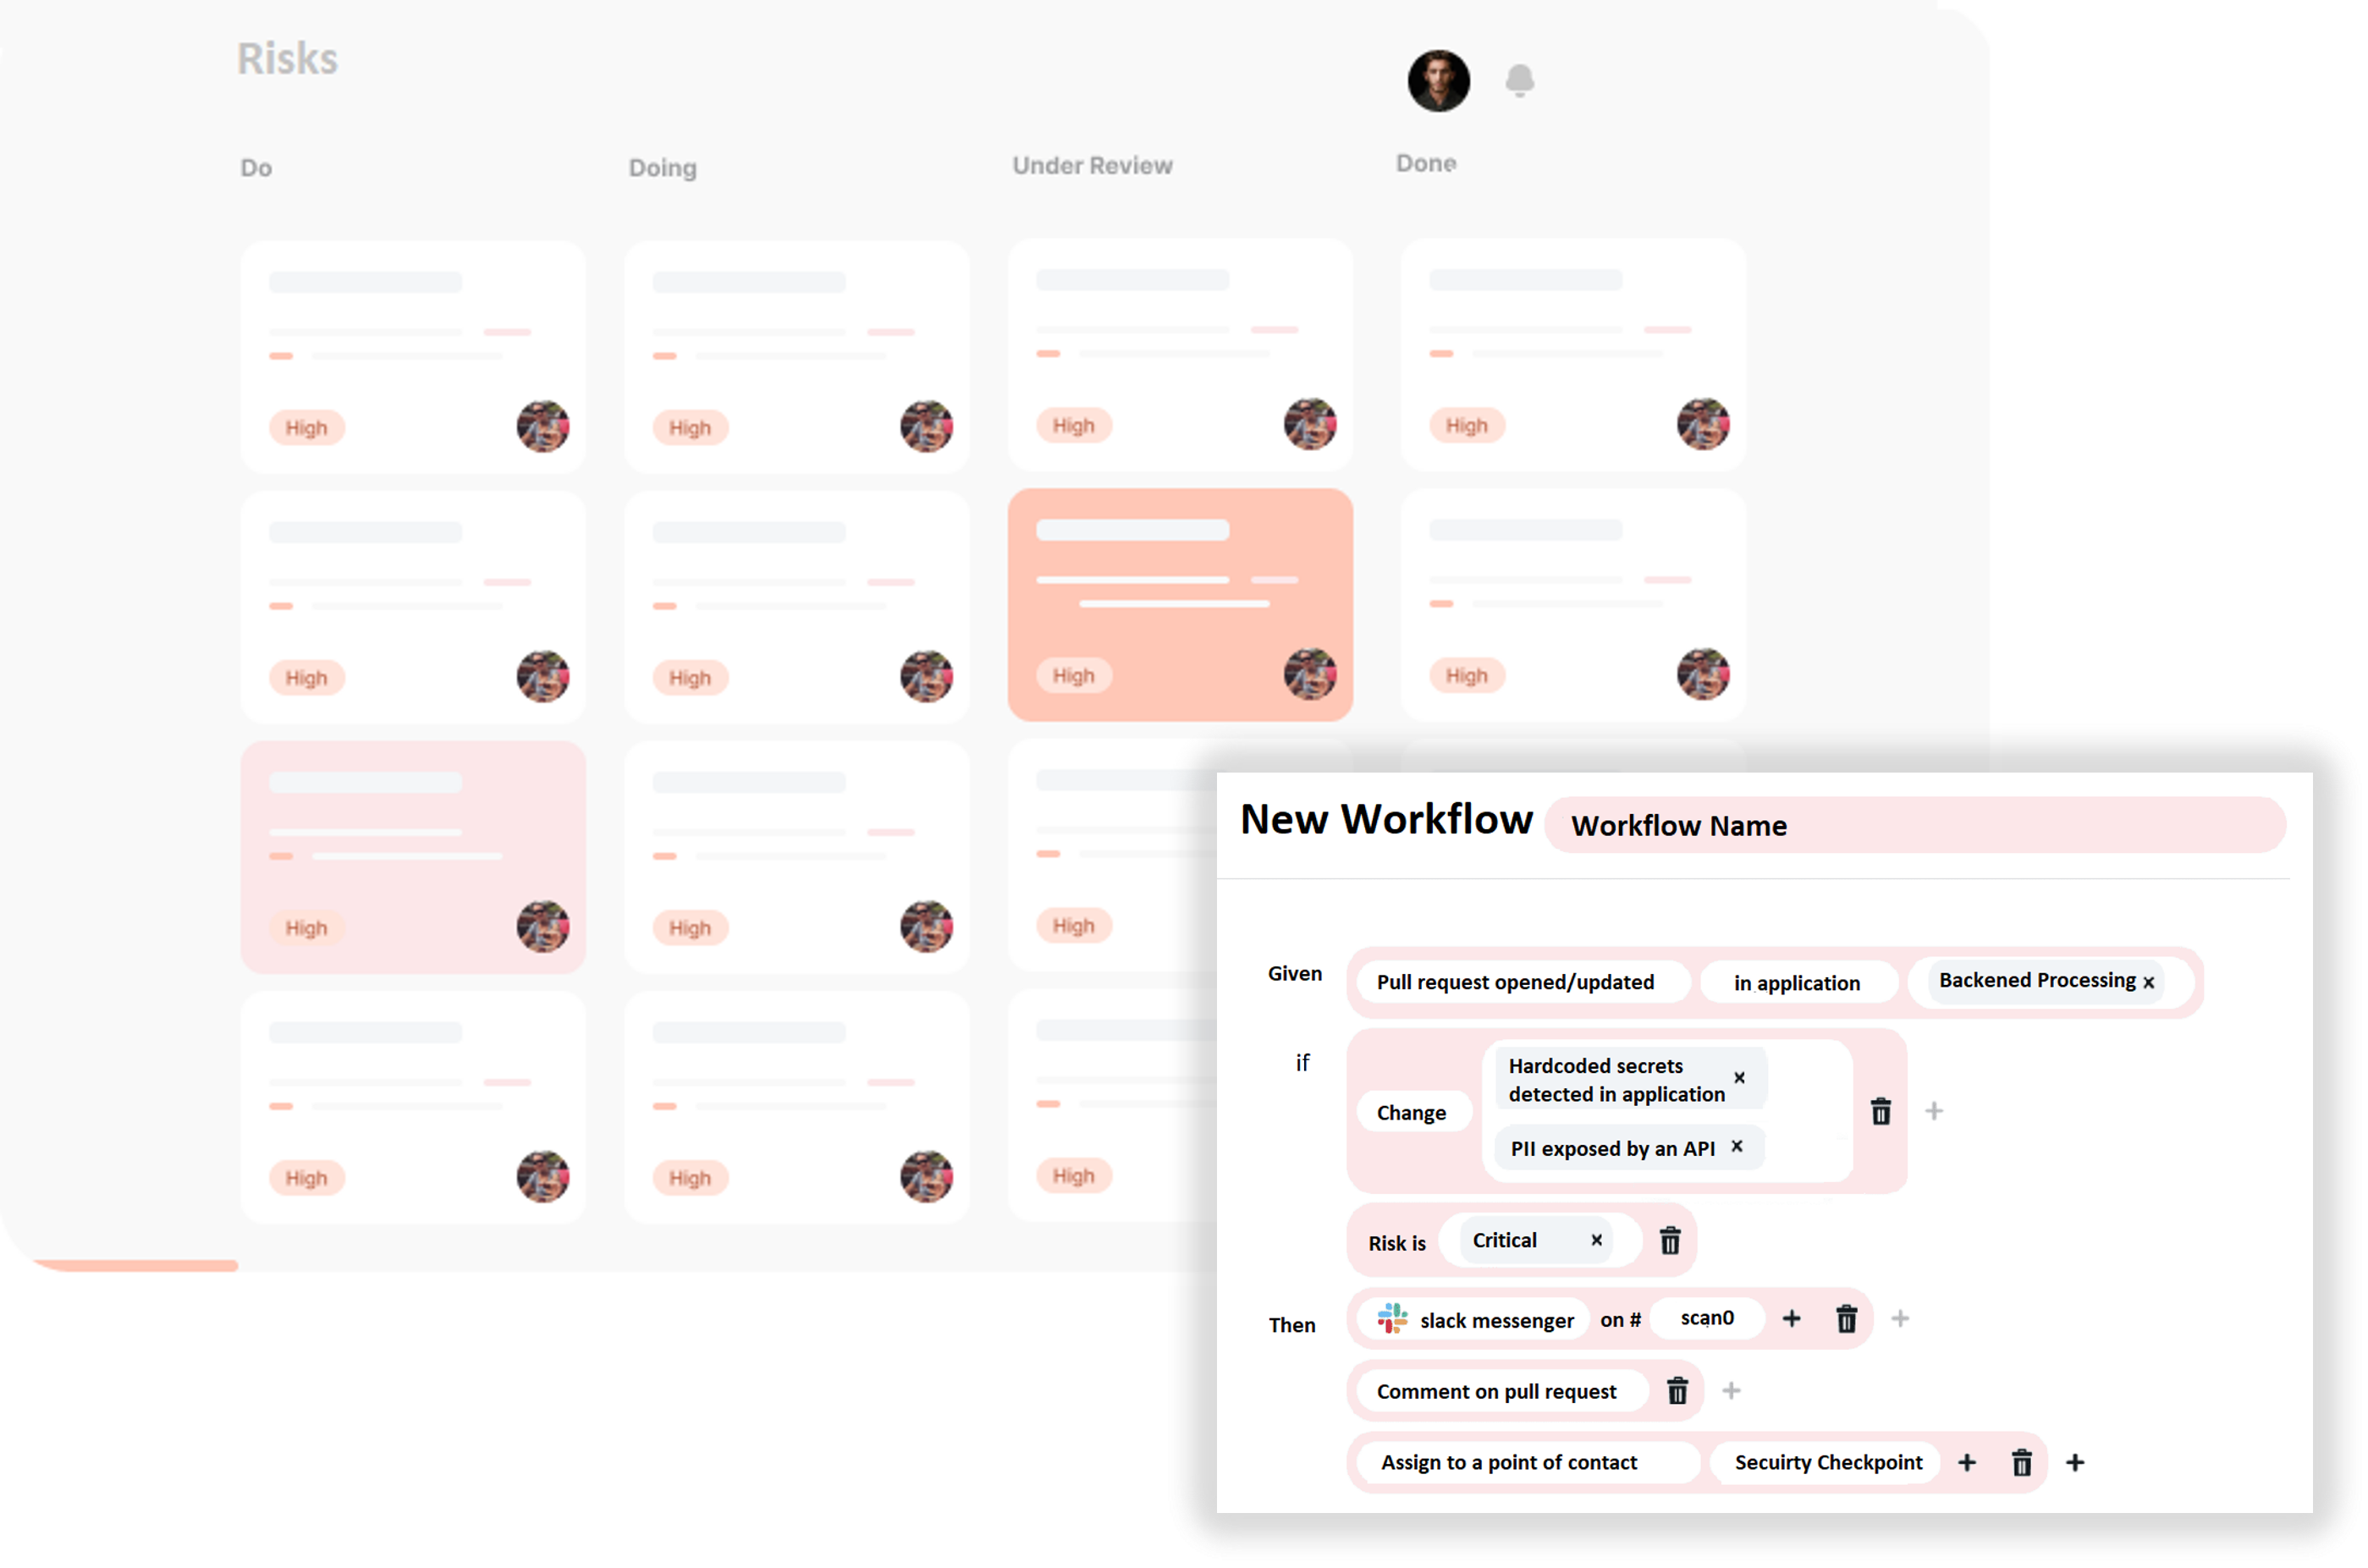 Risks
Do
Doing
Under Review
Done
High
High
High
High
High
High
High
High
High
High
High
High
High
High
New Workflow
Workflow Name
Given
Pull request opened/updated
in application
Backened Processing ×
if
Change
Hardcoded secrets
detected in application ×
PII exposed by an API ×
+
Risk is
Critical ×
Then
slack messenger
on #
scan0
+
+
Comment on pull request
+
Assign to a point of contact
Secuirty Checkpoint
+
+